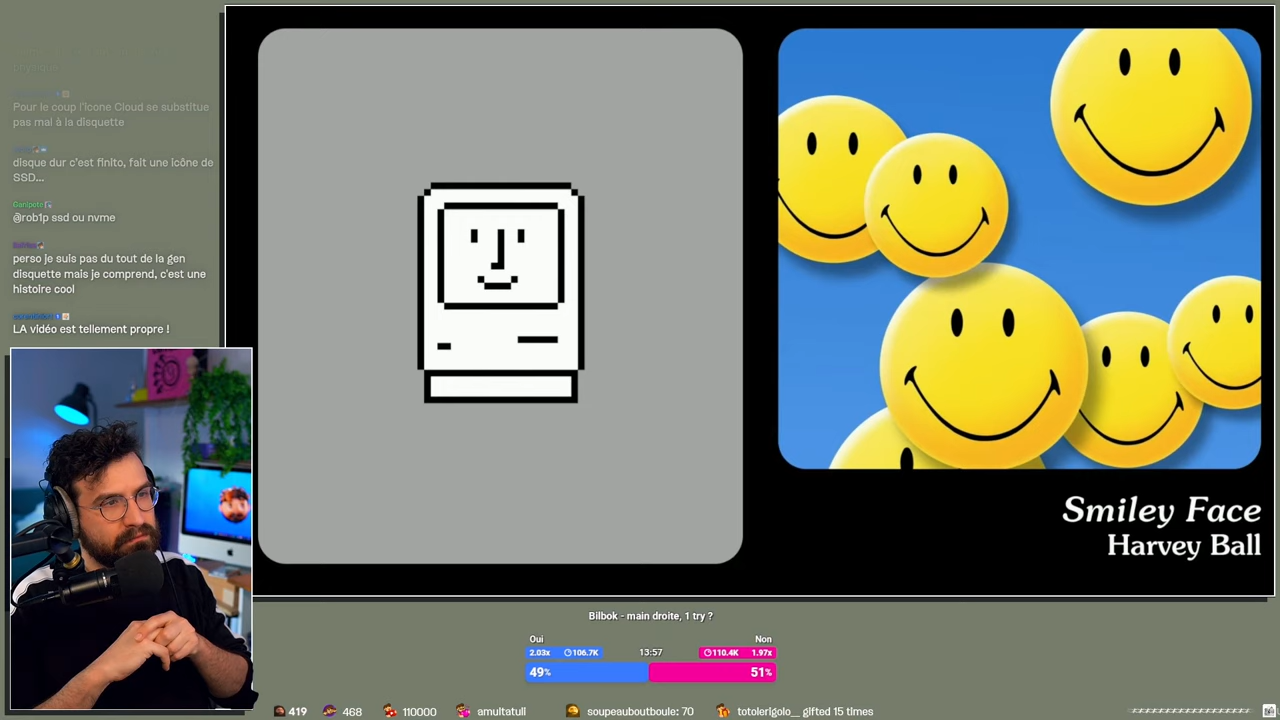 Pour le coup l'icone Cloud se substitue
pas mal à la disquette
disque dur c'est finito, fait une icône de
SSD...
@rob1p ssd ou nvme
perso je suis pas du tout de la gen
disquette mais je comprend, c'est une
histoire cool
LA vidéo est tellement propre !
Smiley Face
Harvey Ball
Bilbok - main droite, 1 try ?
Oui
Non
2.03x 106.7K
13:57
110.4K 1.97x
49%
51%
419
468
110000
amultatuli
soupeauboutboule: 70
totolerigolo__ gifted 15 times